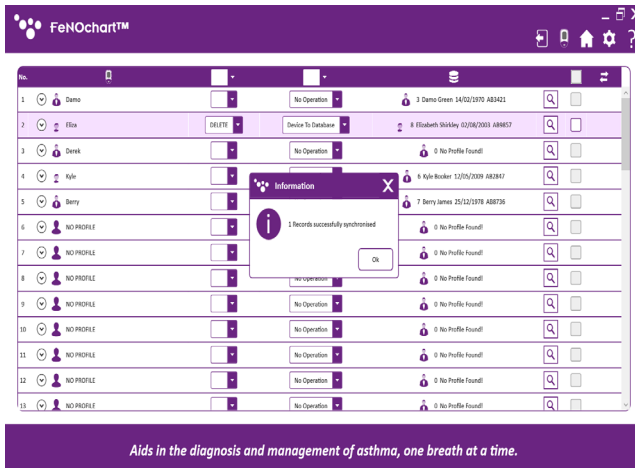 FeNOchart™
?
No.
1 Damo No Operation 3 Damo Green 14/02/1970 AB3421
2 Eliza DELETE Device To Database 8 Elizabeth Shirkley 02/08/2003 AB9857
3 Derek No Operation 0 No Profile Found!
4 Kyle 6 Kyle Booker 12/05/2009 AB2847
5 Berry 7 Berry James 25/12/1978 AB8736
Information X
i 1 Records successfully synchronised
Ok
6 NO PROFILE 0 No Profile Found!
7 NO PROFILE 0 No Profile Found!
8 NO PROFILE No Operation 0 No Profile Found!
9 NO PROFILE No Operation 0 No Profile Found!
10 NO PROFILE No Operation 0 No Profile Found!
11 NO PROFILE No Operation 0 No Profile Found!
12 NO PROFILE No Operation 0 No Profile Found!
13 NO PROFILE No Operation 0 No Profile Found!
Aids in the diagnosis and management of asthma, one breath at a time.